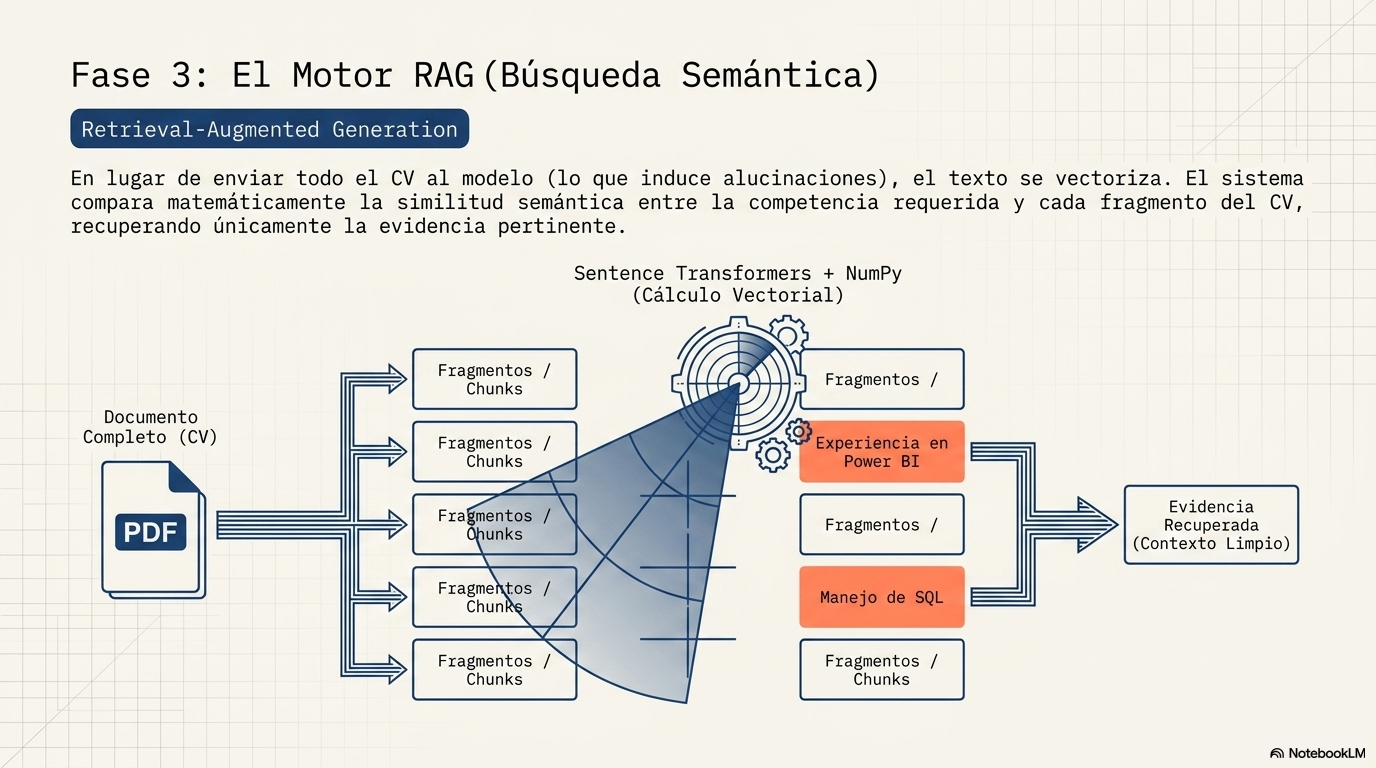 Fase 3: El Motor RAG (Búsqueda Semántica)
Retrieval-Augmented Generation
En lugar de enviar todo el CV al modelo (lo que induce alucinaciones), el texto se vectoriza. El sistema
compara matemáticamente la similitud semántica entre la competencia requerida y cada fragmento del CV,
recuperando únicamente la evidencia pertinente.
Sentence Transformers + NumPy
(Cálculo Vectorial)
Documento
Completo (CV)
PDF
Fragmentos /
Chunks
Fragmentos /
Chunks
Fragmentos /
Chunks
Fragmentos /
Chunks
Fragmentos /
Chunks
Fragmentos /
Experiencia en
Power BI
Fragmentos /
Manejo de SQL
Fragmentos /
Chunks
Evidencia
Recuperada
(Contexto Limpio)
NotebookLM